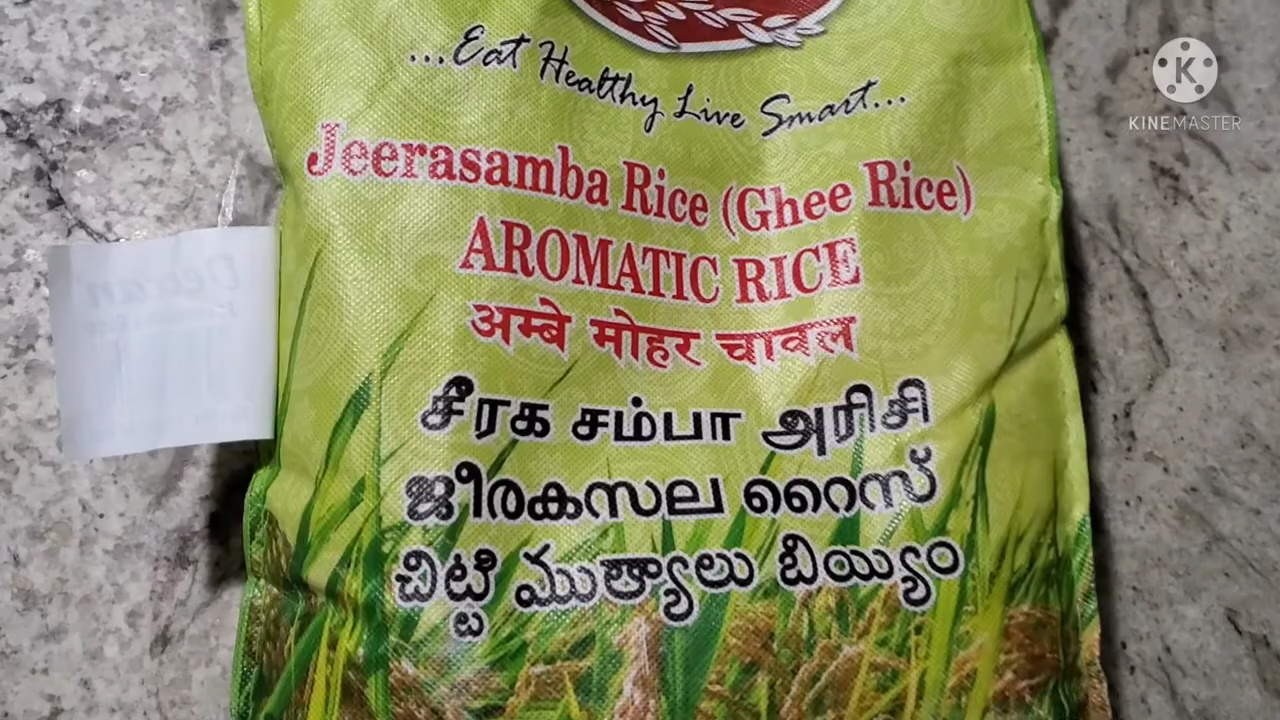 ...Eat Healthy Live Smart...
KINEMASTER
Jeerasamba Rice (Ghee Rice)
AROMATIC RICE
अम्बे मोहर चावल
சீரக சம்பா அரிசி
ജീരകസല റൈസ്
చిట్టి ముత్యాలు బియ్యం